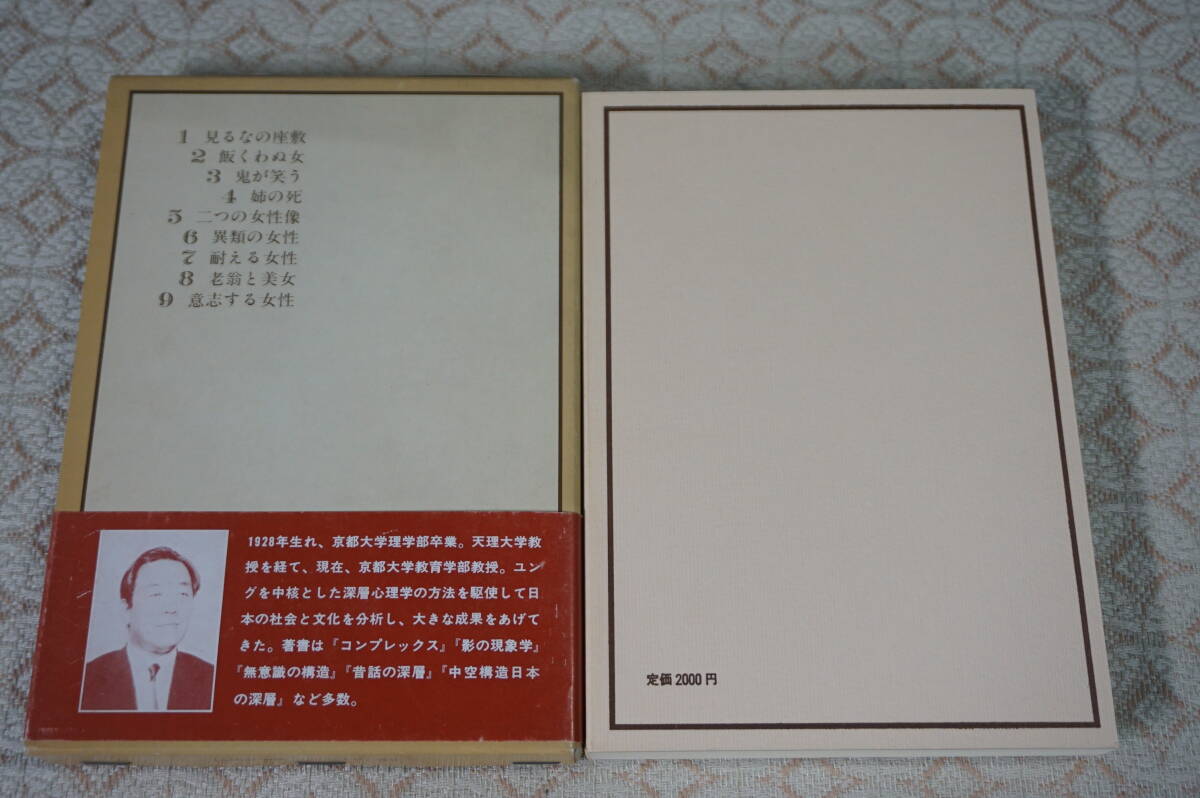 1 見るなの座敷
2 飯くわぬ女
3 鬼が笑う
4 姉の死
5 二つの女性像
6 異類の女性
7 耐える女性
8 老翁と美女
9 意志する女性
1928年生れ、京都大学理学部卒業。天理大学教
授を経て、現在、京都大学教育学部教授。ユン
グを中核とした深層心理学の方法を駆使して日
本の社会と文化を分析し、大きな成果をあげて
きた。著書は『コンプレックス』『影の現象学』
『無意識の構造』『昔話の深層』『中空構造日本
の深層』など多数。
定価2000円